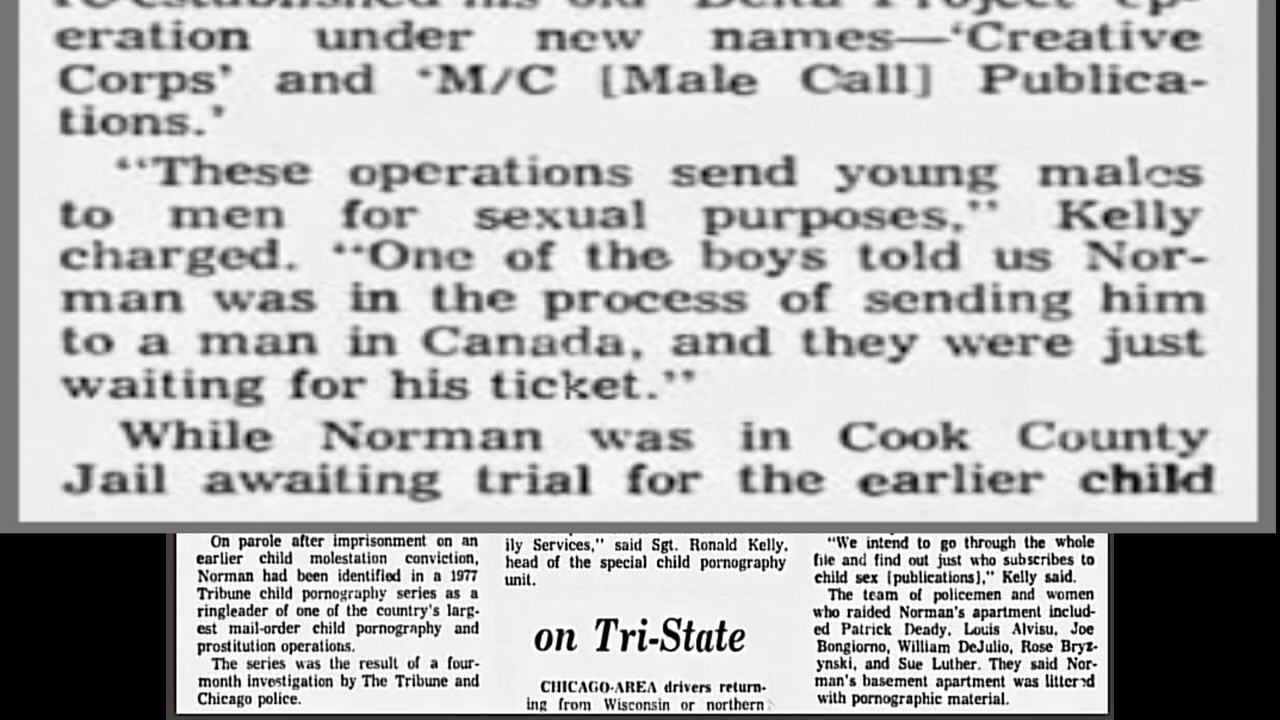 re-established his old 'Delta Project' op-
eration under new names—'Creative
Corps' and 'M/C [Male Call] Publica-
tions.'
"These operations send young males
to men for sexual purposes," Kelly
charged. "One of the boys told us Nor-
man was in the process of sending him
to a man in Canada, and they were just
waiting for his ticket."
While Norman was in Cook County
Jail awaiting trial for the earlier child
On parole after imprisonment on an
earlier child molestation conviction,
Norman had been identified in a 1977
Tribune child pornography series as a
ringleader of one of the country's larg-
est mail-order child pornography and
prostitution operations.
The series was the result of a four-
month investigation by The Tribune and
Chicago police.
ily Services," said Sgt. Ronald Kelly,
head of the special child pornography
unit.
on Tri-State
CHICAGO-AREA drivers return-
ing from Wisconsin or northern
"We intend to go through the whole
file and find out just who subscribes to
child sex [publications]," Kelly said.
The team of policemen and women
who raided Norman's apartment includ-
ed Patrick Deady, Louis Alvisu, Joe
Bongiorno, William DeJulio, Rose Bryz-
ynski, and Sue Luther. They said Nor-
man's basement apartment was littered
with pornographic material.